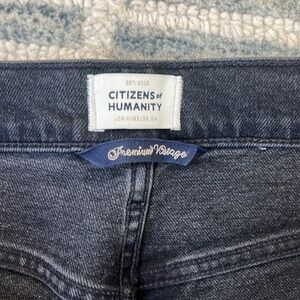 EST. 2003
CITIZENS of
HUMANITY
LOS ANGELES, CA
Premium Vintage